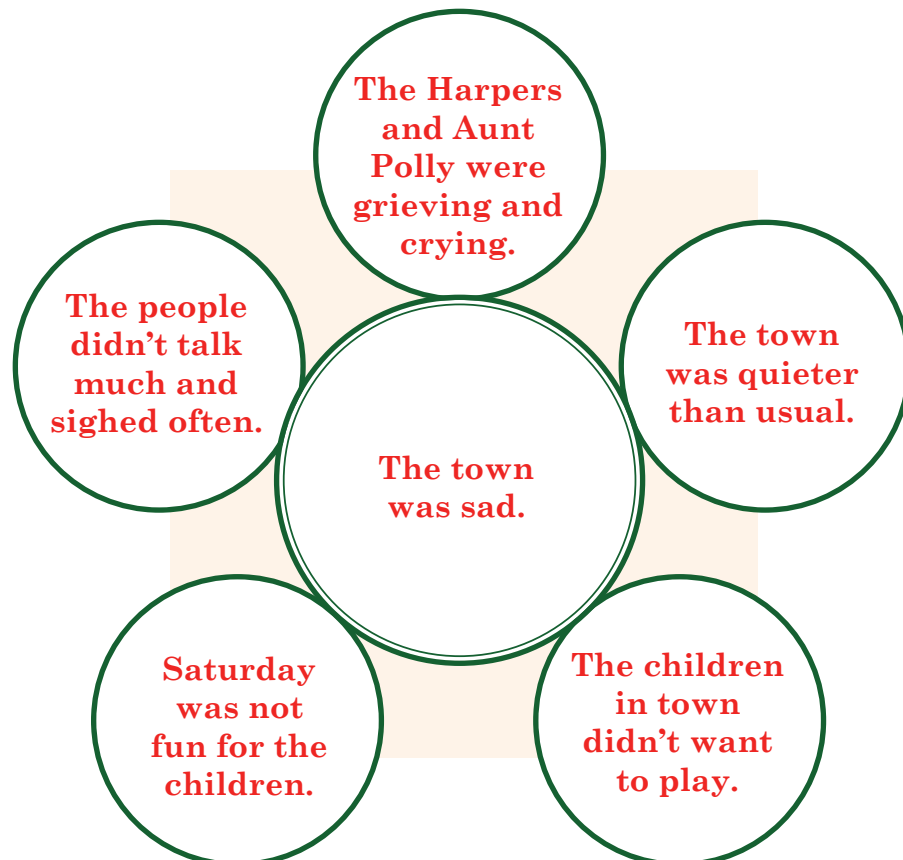 The Harpers
and Aunt
Polly were
grieving and
crying.
The people
didn't talk
much and
sighed often.
The town
was quieter
than usual.
The town
was sad.
Saturday
was not
fun for the
children.
The children
in town
didn't want
to play.